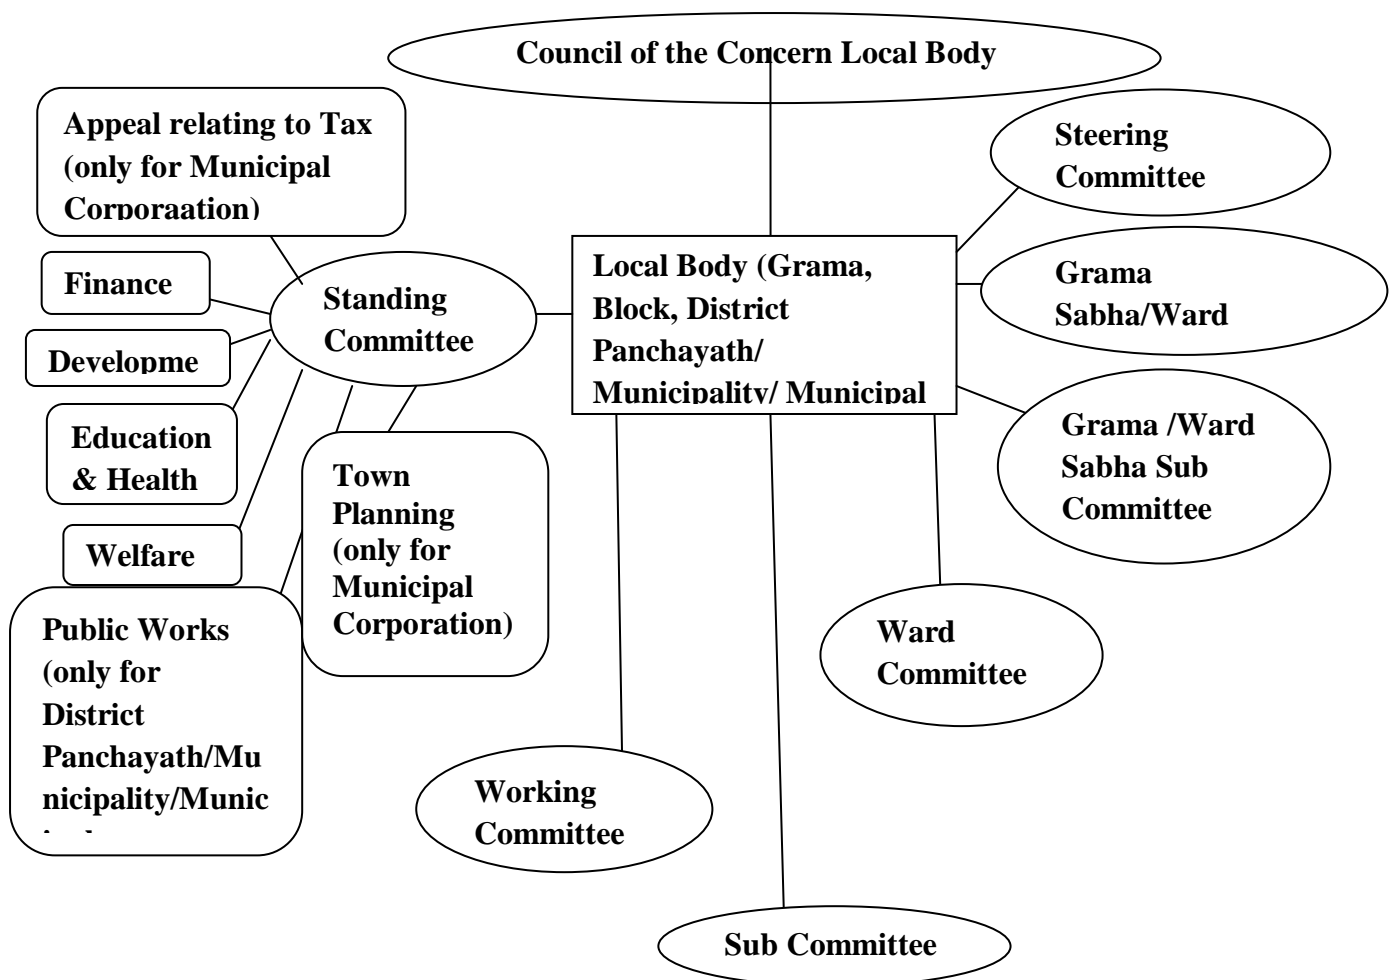 Council of the Concern Local Body
Appeal relating to Tax
(only for Municipal
Corporaation)
Steering
Committee
Finance
Standing
Committee
Local Body (Grama,
Block, District
Panchayath/
Municipality/ Municipal
Grama
Sabha/Ward
Developme
Education
& Health
Grama /Ward
Sabha Sub
Committee
Town
Planning
(only for
Municipal
Corporation)
Welfare
Public Works
(only for
District
Panchayath/Mu
nicipality/Munic
Ward
Committee
Working
Committee
Sub Committee